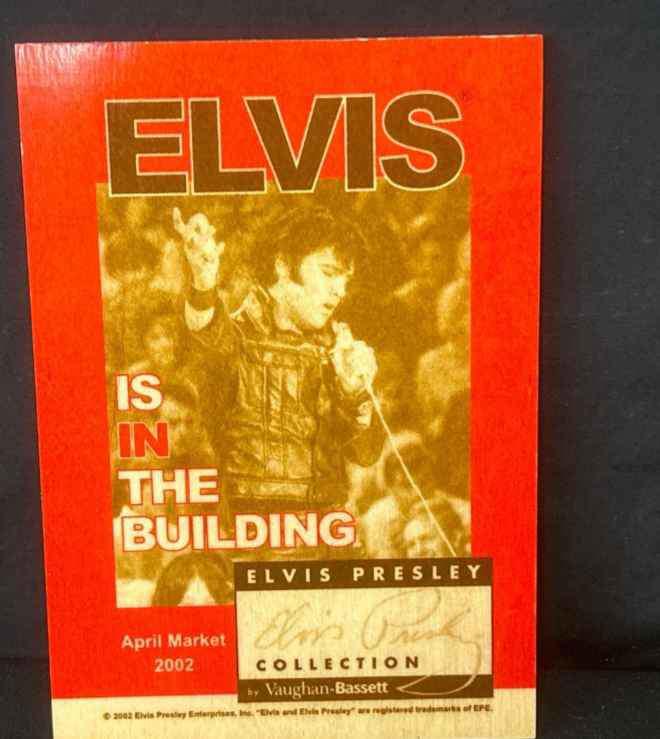 ELVIS
IS
IN
THE
BUILDING
ELVIS PRESLEY
Elvis Presley
COLLECTION
by Vaughan-Bassett
April Market
2002
© 2002 Elvis Presley Enterprises, Inc. "Elvis and Elvis Presley" are registered trademarks of EPE.